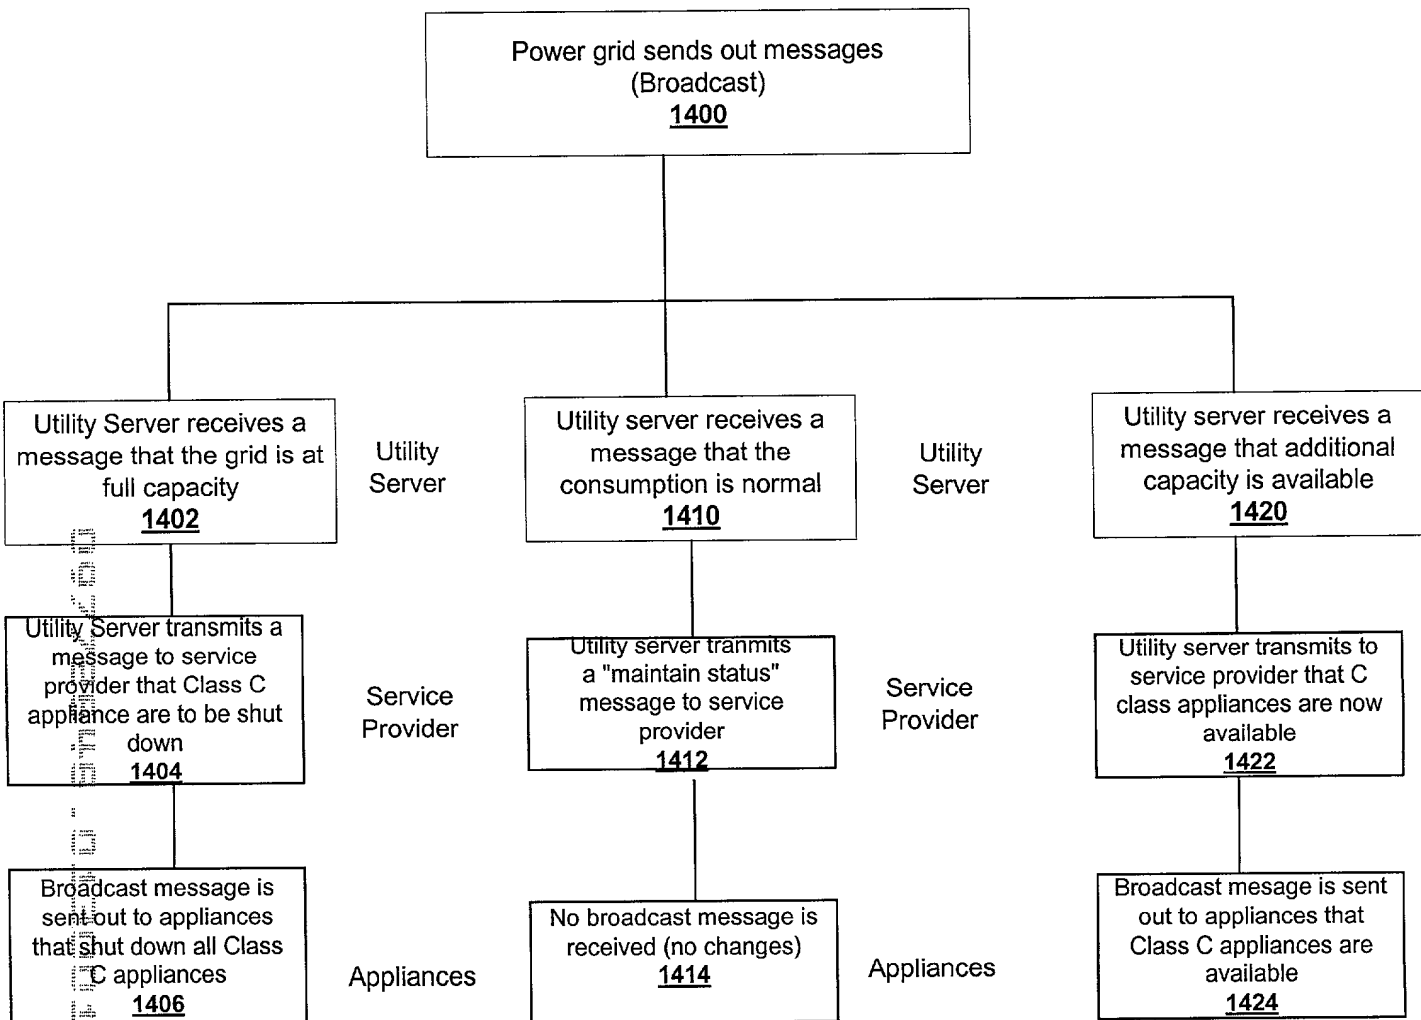 Power grid sends out messages
(Broadcast)
1400
Utility Server receives a
message that the grid is at
full capacity
1402
Utility
Server
Utility server receives a
message that the
consumption is normal
1410
Utility
Server
Utility server receives a
message that additional
capacity is available
1420
Utility Server transmits a
message to service
provider that Class C
appliance are to be shut
down
1404
Service
Provider
Utility server tranmits
a "maintain status"
message to service
provider
1412
Service
Provider
Utility server transmits to
service provider that C
class appliances are now
available
1422
Broadcast message is
sent out to appliances
that shut down all Class
C appliances
1406
Appliances
No broadcast message is
received (no changes)
1414
Appliances
Broadcast mesage is sent
out to appliances that
Class C appliances are
available
1424